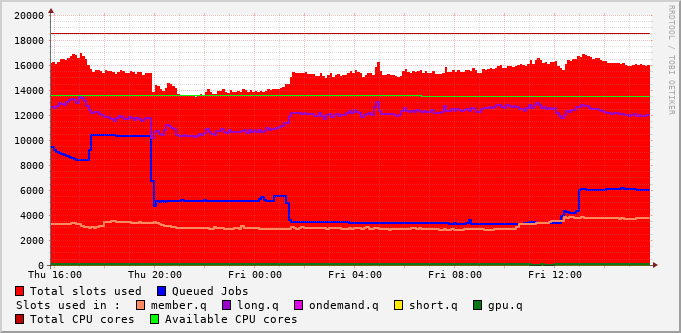 RRDTOOL / TOBI OETIKER
20000
18000
16000
14000
12000
10000
8000
6000
4000
2000
0
Thu 16:00 Thu 20:00 Fri 00:00 Fri 04:00 Fri 08:00 Fri 12:00
Total slots used Queued Jobs
Slots used in : member.q long.q ondemand.q short.q gpu.q
Total CPU cores Available CPU cores